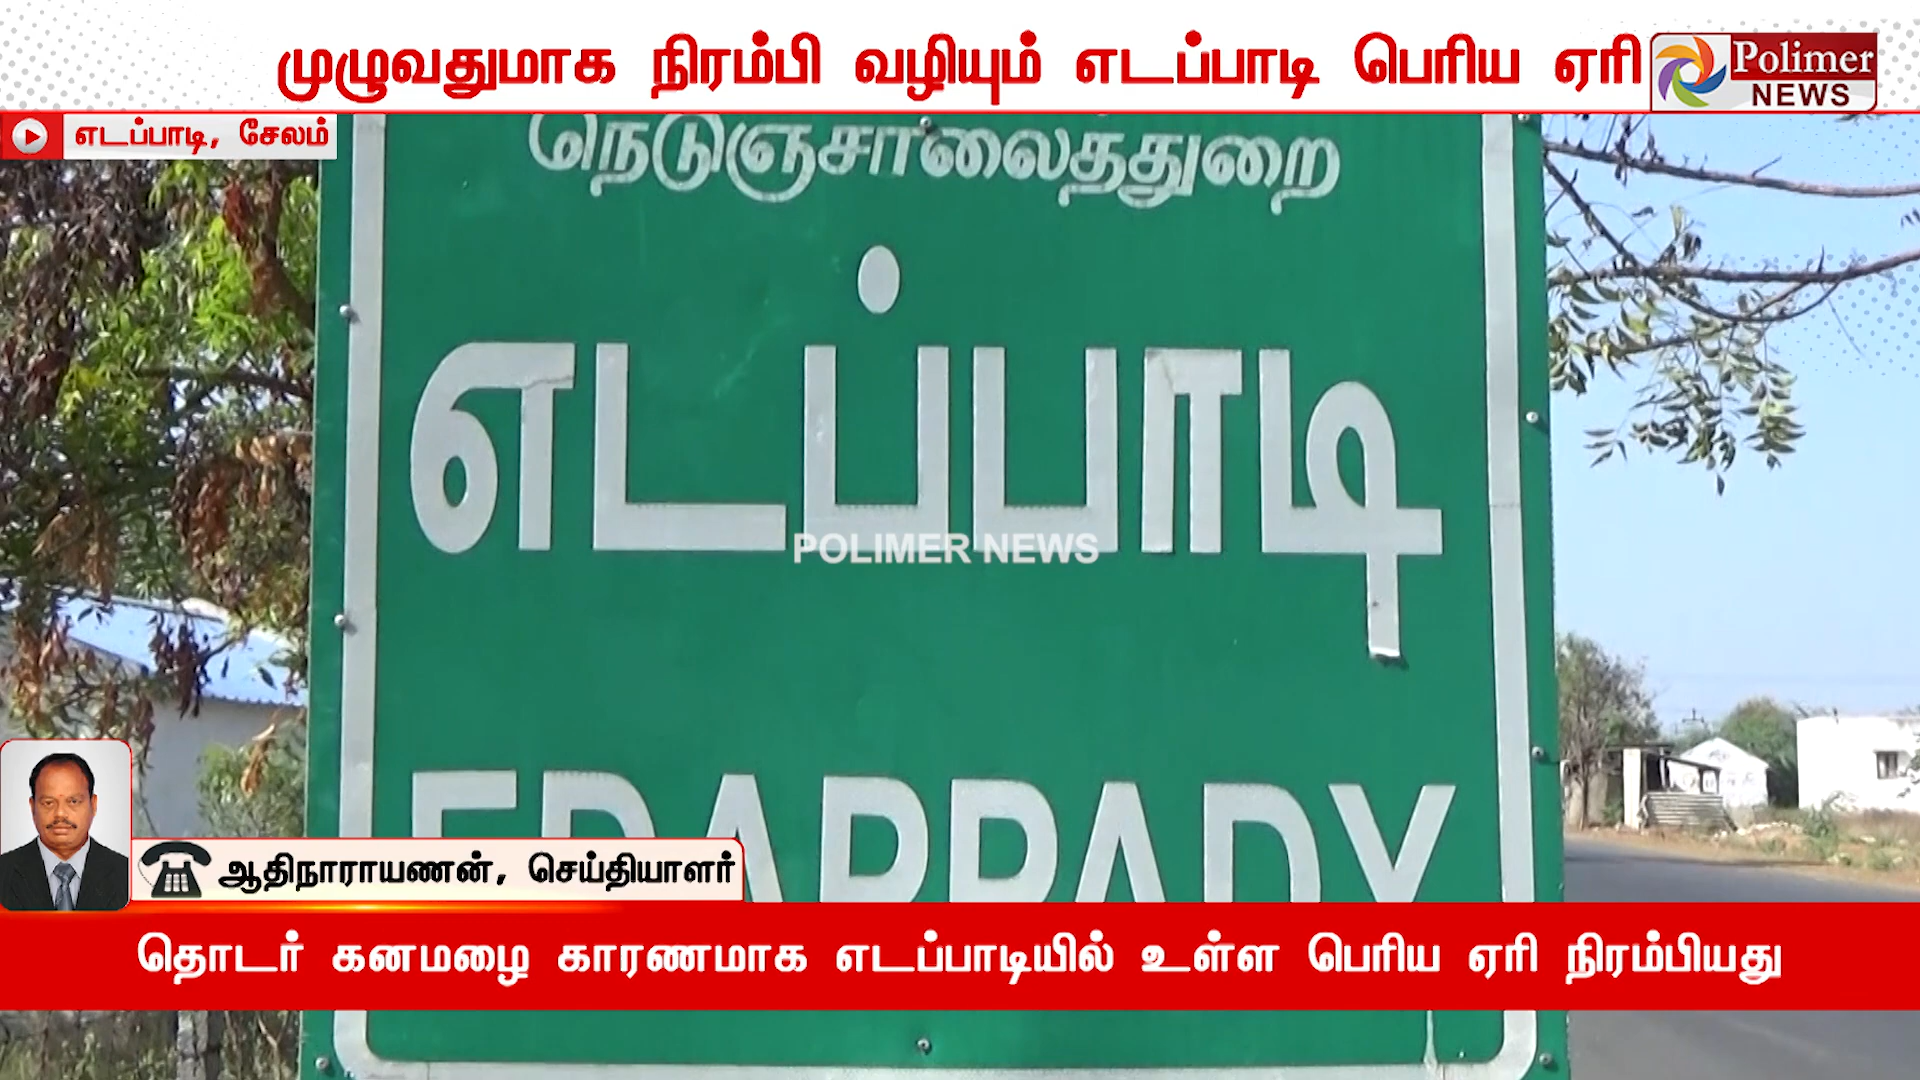 முழுவதுமாக நிரம்பி வழியும் எடப்பாடி பெரிய ஏரி
Polimer
NEWS
எடப்பாடி, சேலம்
நெடுஞ்சாலைத்துறை
எடப்பாடி
POLIMER NEWS
EDAPPADY
ஆதிநாராயணன், செய்தியாளர்
தொடர் கனமழை காரணமாக எடப்பாடியில் உள்ள பெரிய ஏரி நிரம்பியது